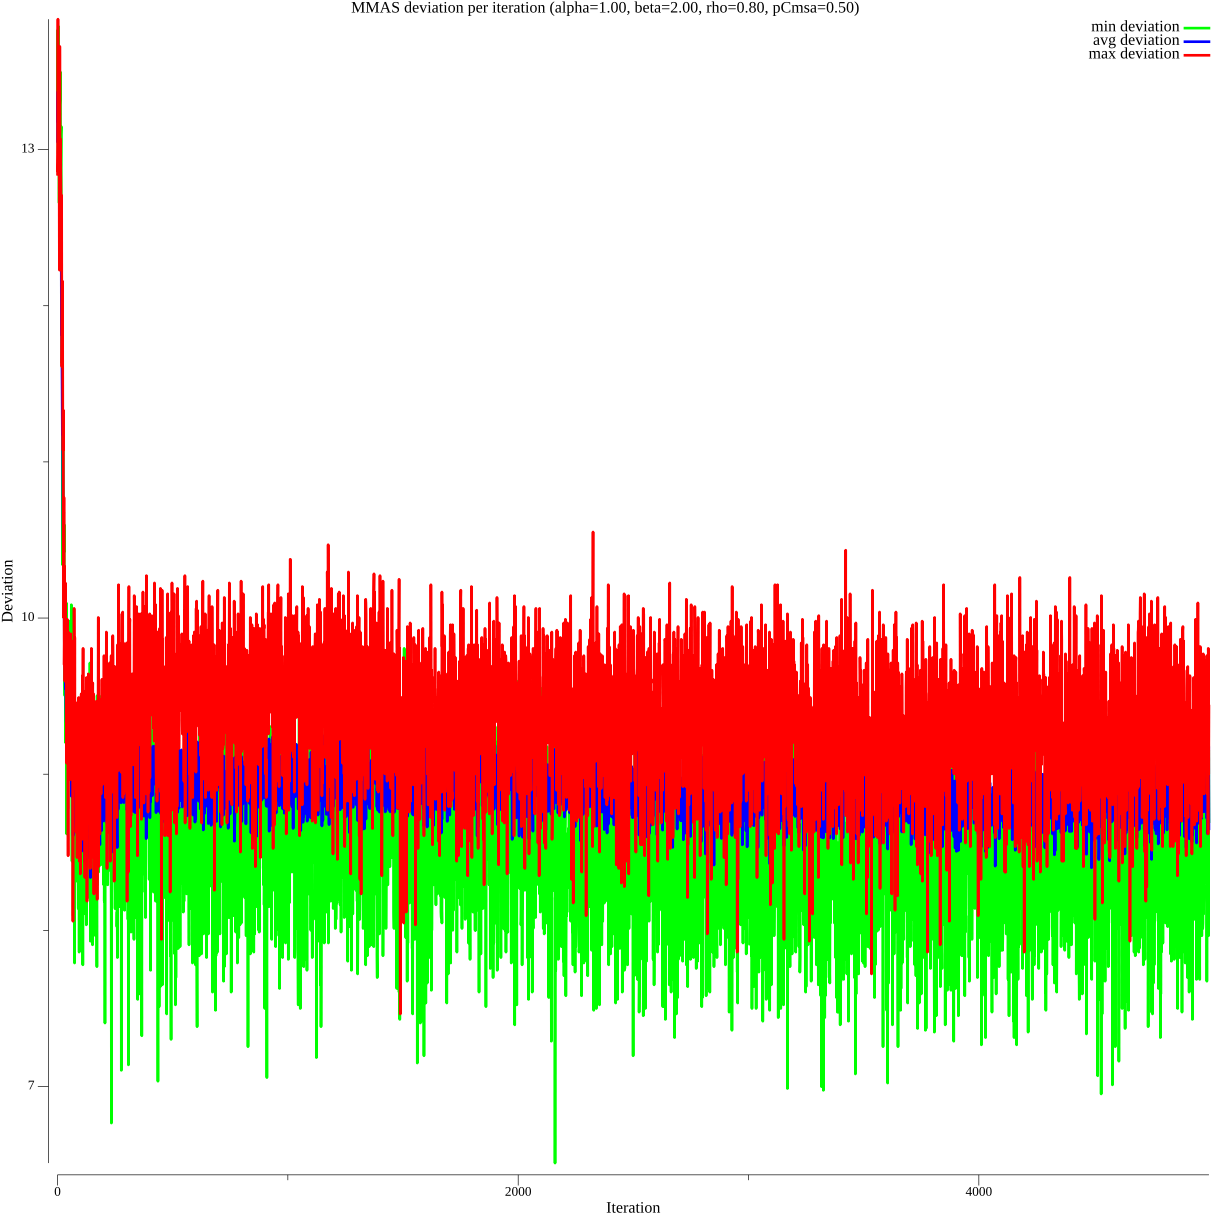 MMAS deviation per iteration (alpha=1.00, beta=2.00, rho=0.80, pCmsa=0.50)
min deviation
avg deviation
max deviation
13
10
7
Deviation
0
2000
4000
Iteration